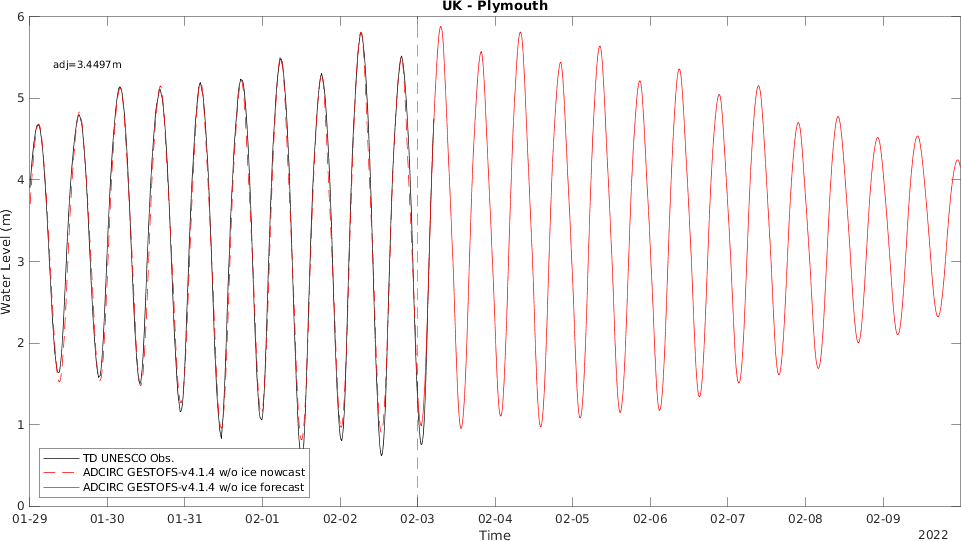 UK - Plymouth
adj=3.4497m
Water Level (m)
6
5
4
3
2
1
0
TD UNESCO Obs.
ADCIRC GESTOFS-v4.1.4 w/o ice nowcast
ADCIRC GESTOFS-v4.1.4 w/o ice forecast
01-29 01-30 01-31 02-01 02-02 02-03 02-04 02-05 02-06 02-07 02-08 02-09
Time
2022